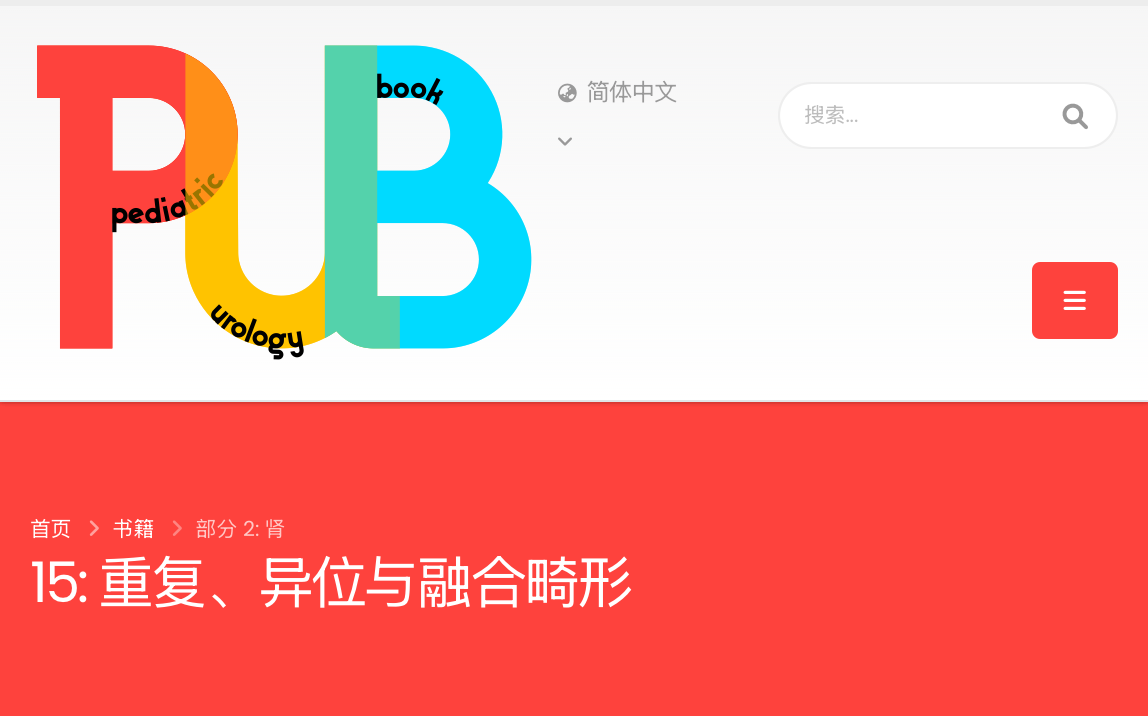 book
pediatric
urology
简体中文
搜索...
首页 书籍 部分 2: 肾
15: 重复、异位与融合畸形